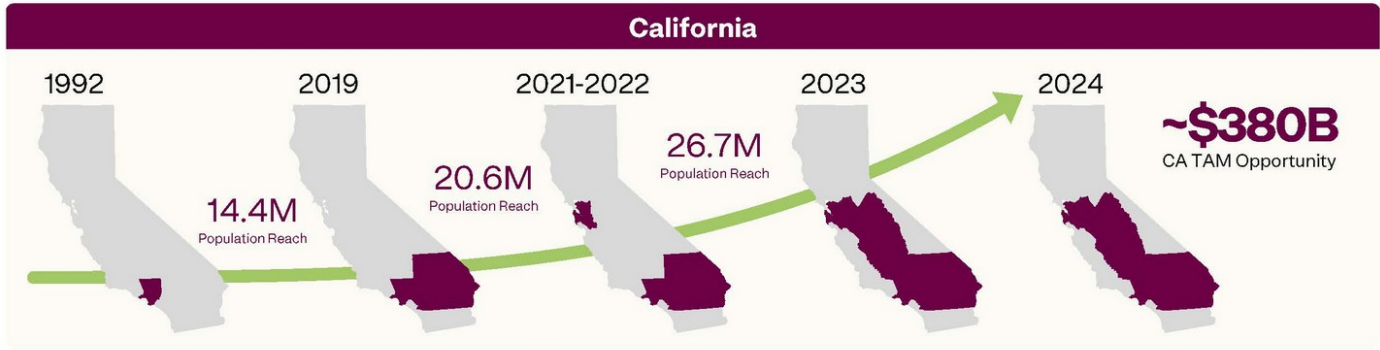 California
1992
2019
2021-2022
2023
2024
14.4M
Population Reach
20.6M
Population Reach
26.7M
Population Reach
~$380B
CA TAM Opportunity